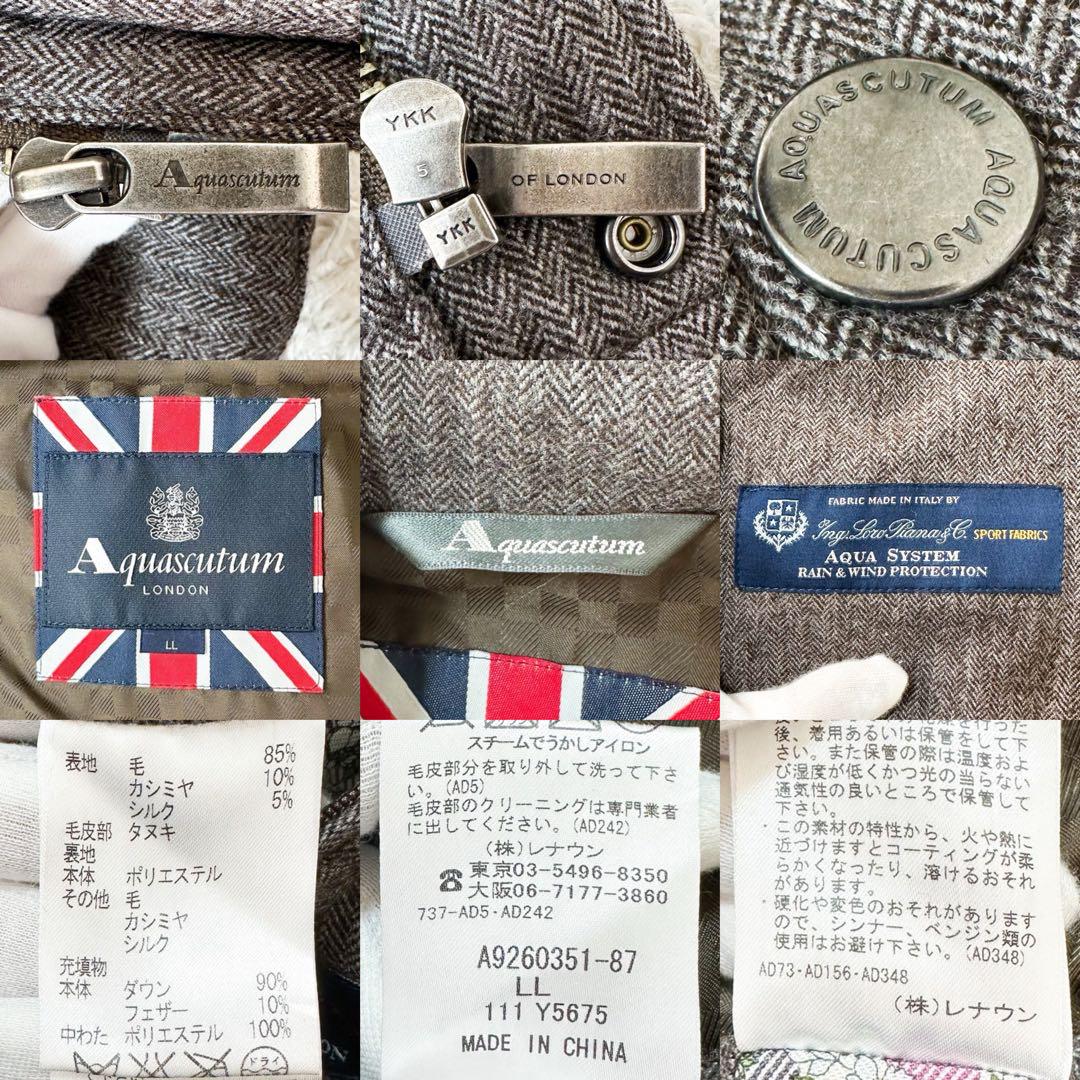 Aquascutum
YKK
5
YKK
OF LONDON
AQUASCUTUM AQUASCUTUM AQUASCUTUM
Aquascutum
LONDON
LL
Aquascutum
FABRIC MADE IN ITALY BY
Ing. Loro Piana & C. SPORT FABRICS
AQUA SYSTEM
RAIN & WIND PROTECTION
表地 毛 85%
カシミヤ 10%
シルク 5%
毛皮部 タヌキ
裏地
本体 ポリエステル
その他 毛
カシミヤ
シルク
充填物
本体 ダウン 90%
フェザー 10%
中わた ポリエステル 100%
ドライ
スチームでうかしアイロン
毛皮部分を取り外して洗って下さ
い。(AD5)
毛皮部のクリーニングは専門業者
に出してください。(AD242)
(株)レナウン
東京03-5496-8350
大阪06-7177-3860
737-AD5・AD242
A9260351-87
LL
111 Y5675
MADE IN CHINA
後、着用あるいは保管をして下
さい。また保管の際は温度およ
び湿度が低くかつ光の当らない
通気性の良いところで保管して
下さい。
・この素材の特性から、火や熱に
近づけますとコーティングが柔
らかくなったり、溶けるおそれ
があります。
・硬化や変色のおそれがあります
ので、シンナー、ベンジン類の
使用はお避け下さい。(AD348)
AD73・AD156・AD348
(株)レナウン